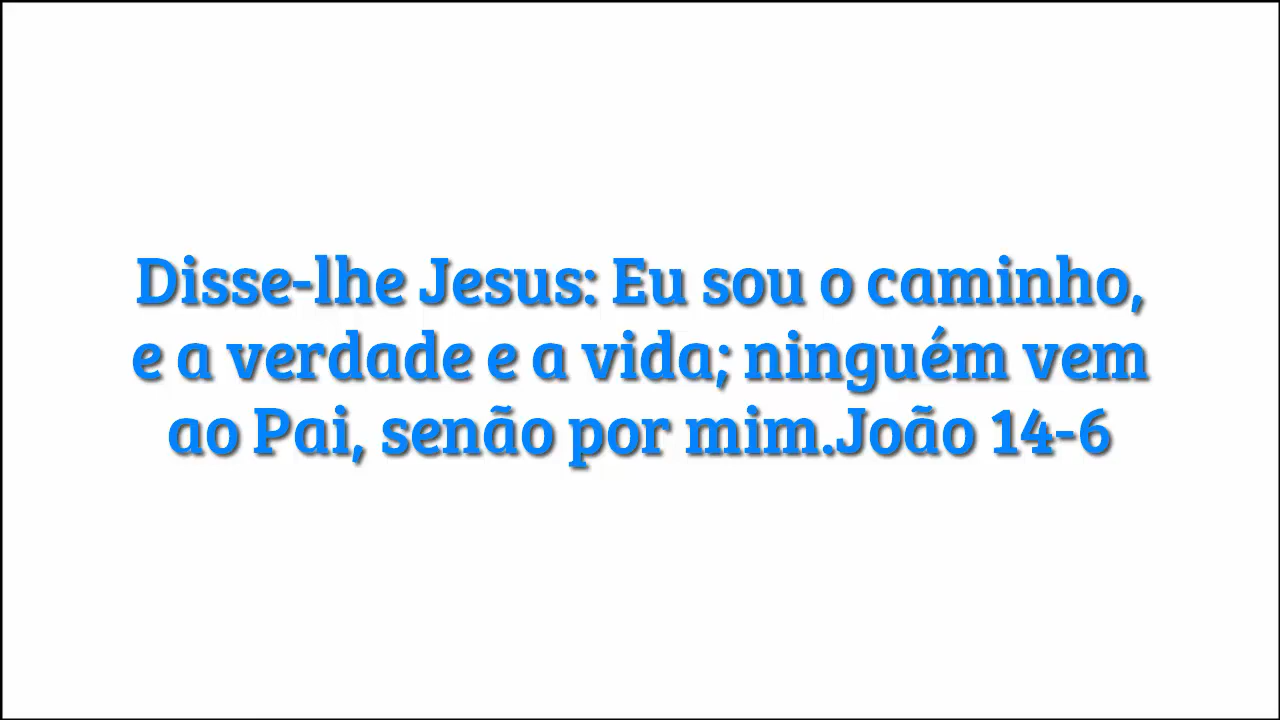 Disse-lhe Jesus: Eu sou o caminho,
e a verdade e a vida; ninguém vem
ao Pai, senão por mim.João 14-6